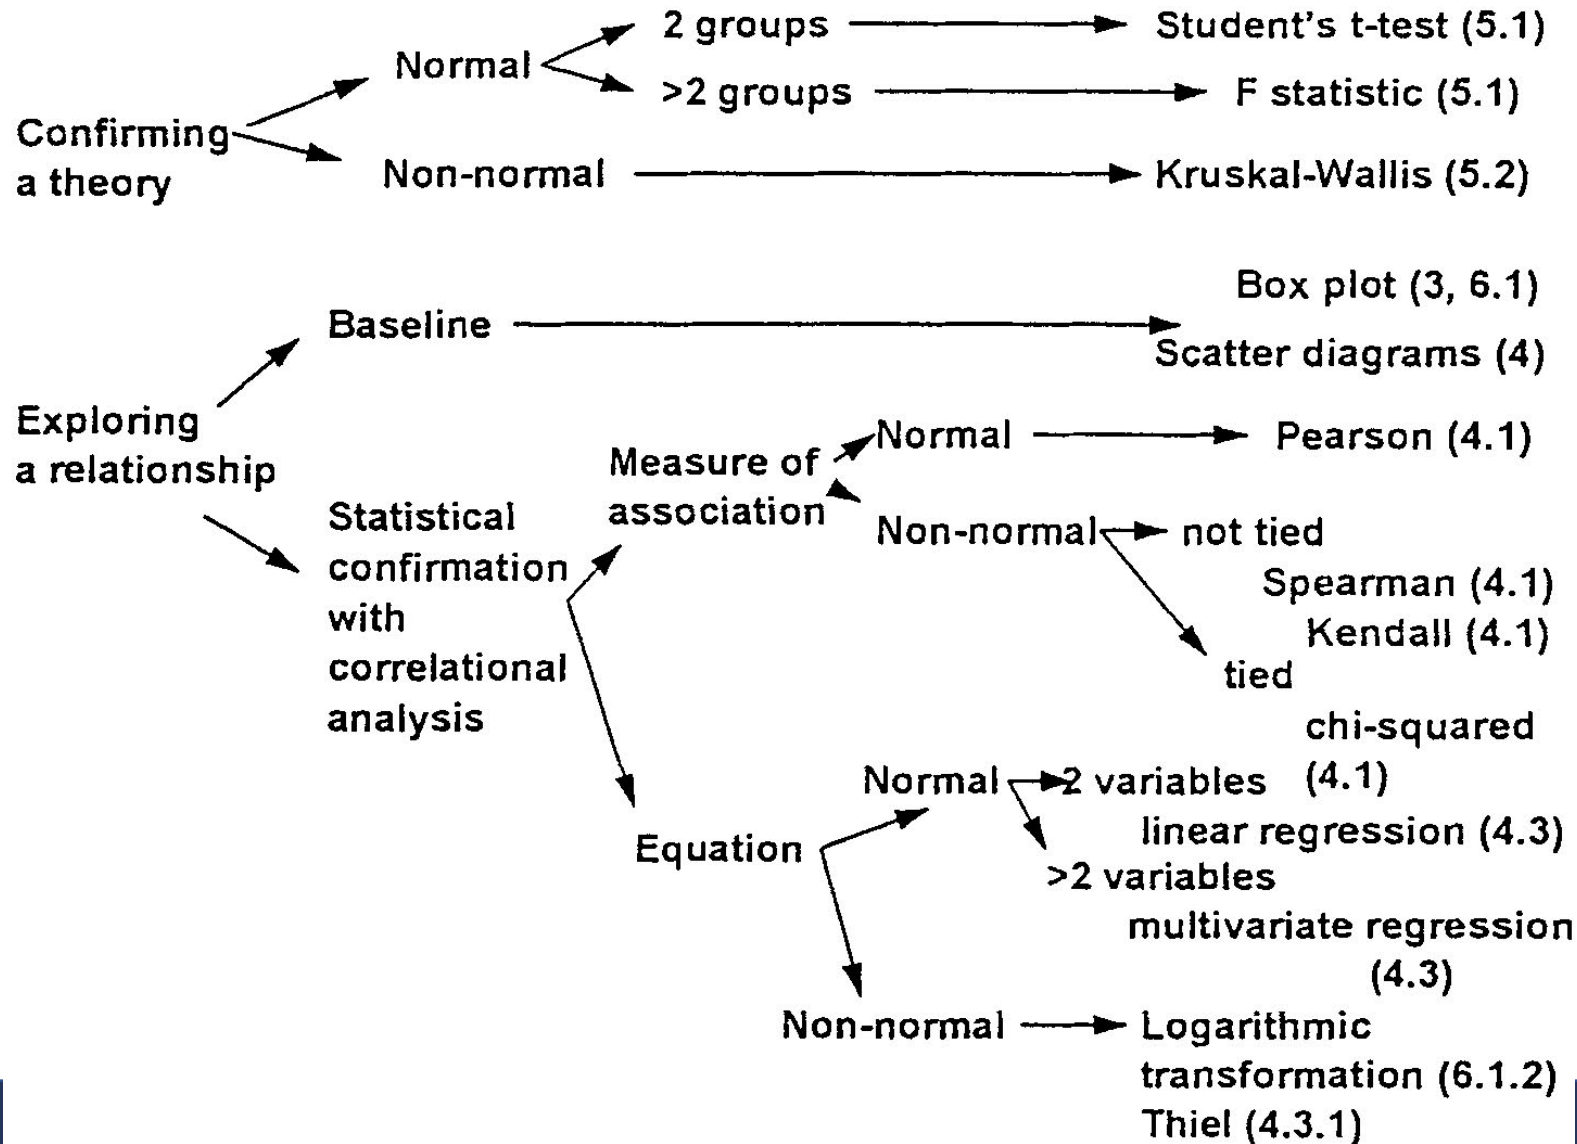 Normal
2 groups
Student's t-test (5.1)
>2 groups
F statistic (5.1)
Confirming
a theory
Non-normal
Kruskal-Wallis (5.2)
Baseline
Box plot (3, 6.1)
Scatter diagrams (4)
Exploring
a relationship
Statistical
confirmation
with
correlational
analysis
Measure of
association
Normal
Pearson (4.1)
Non-normal
not tied
Spearman (4.1)
Kendall (4.1)
tied
chi-squared
(4.1)
Equation
Normal
2 variables
linear regression (4.3)
>2 variables
multivariate regression
(4.3)
Non-normal
Logarithmic
transformation (6.1.2)
Thiel (4.3.1)